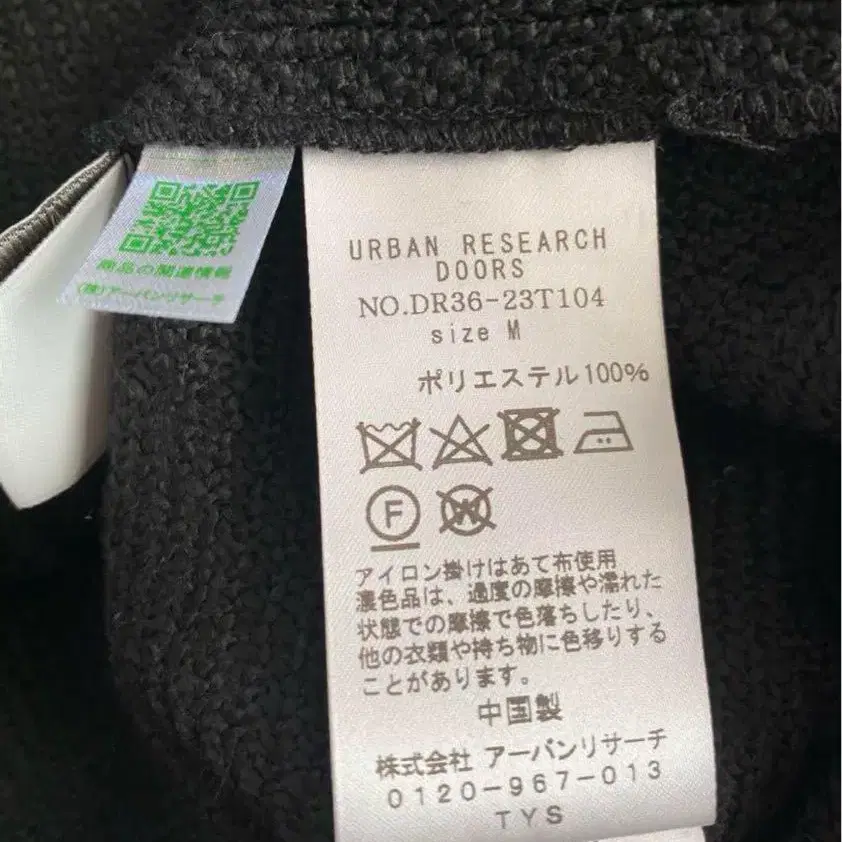 商品の関連情報
(株)アーバンリサーチ
URBAN RESEARCH
DOORS
NO.DR36-23T104
size M
ポリエステル100%
F
W
アイロン掛けはあて布使用
濃色品は、過度の摩擦や濡れた
状態での摩擦で色落ちしたり、
他の衣類や持ち物に色移りする
ことがあります。
中国製
株式会社 アーバンリサーチ
0120-967-013
TYS